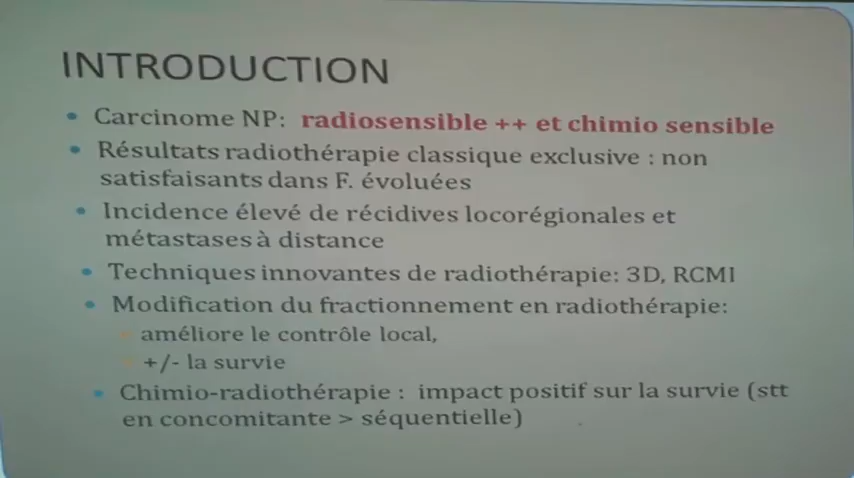 INTRODUCTION
• Carcinome NP: radiosensible ++ et chimio sensible
• Résultats radiothérapie classique exclusive : non
satisfaisants dans F. évoluées
• Incidence élevé de récidives locorégionales et
métastases à distance
• Techniques innovantes de radiothérapie: 3D, RCMI
• Modification du fractionnement en radiothérapie:
améliore le contrôle local,
+/- la survie
• Chimio-radiothérapie : impact positif sur la survie (stt
en concomitante > séquentielle)